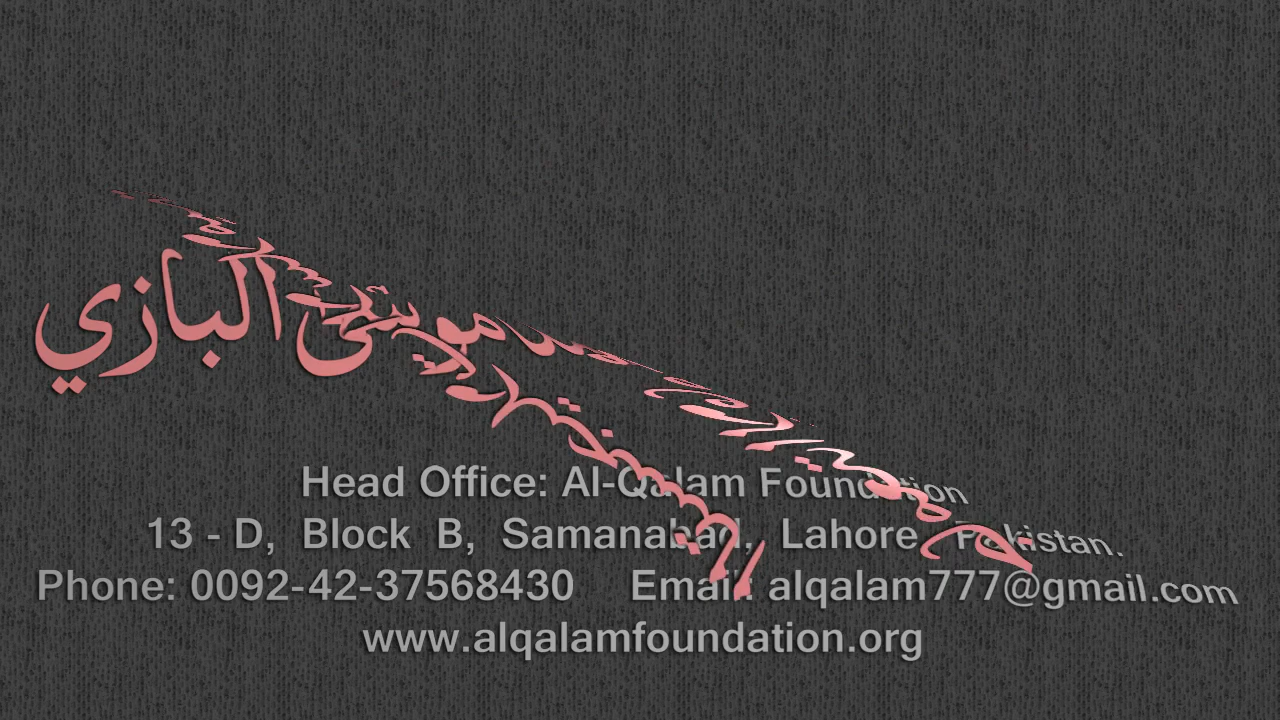 موسى البازي
Head Office: Al-Qalam Foundation
13 - D, Block B, Samanabad, Lahore, Pakistan.
Phone: 0092-42-37568430 Email: alqalam777@gmail.com
www.alqalamfoundation.org